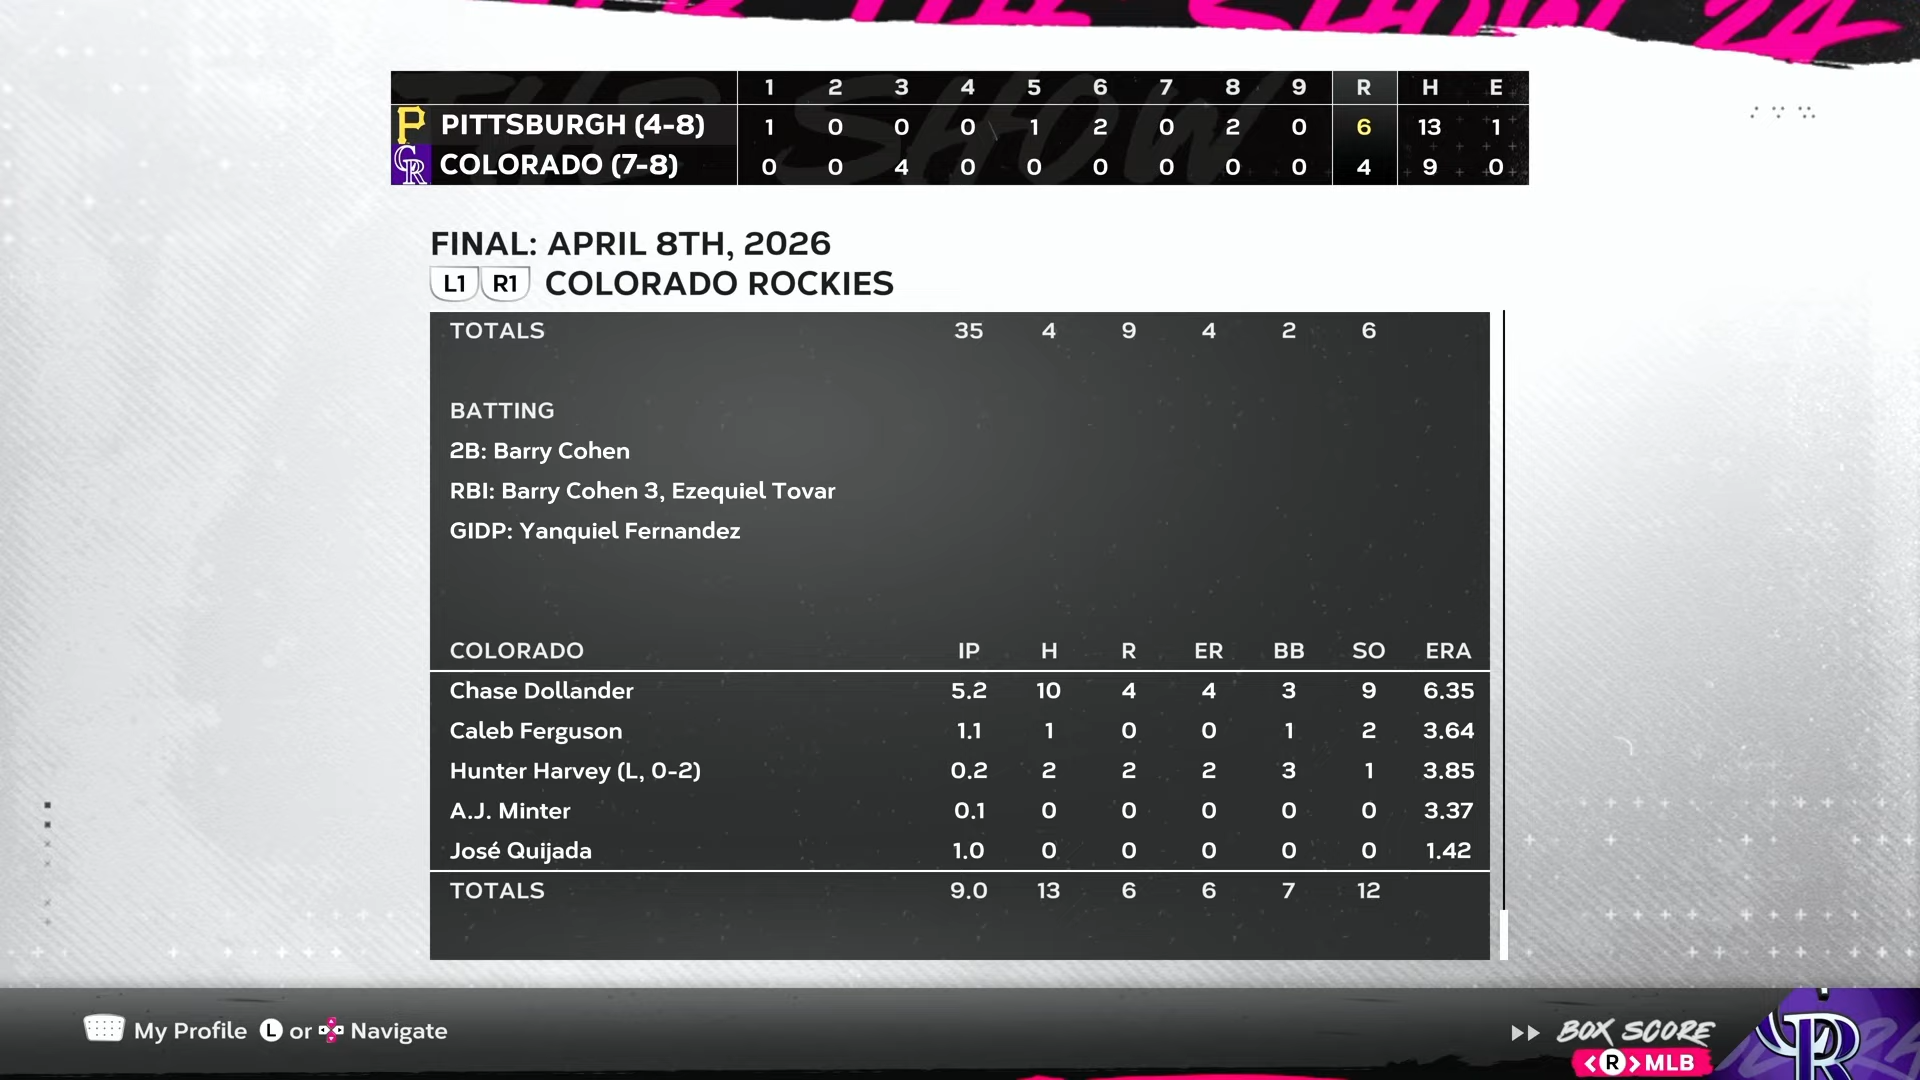 1 2 3 4 5 6 7 8 9 R H E
PITTSBURGH (4-8) 1 0 0 0 1 2 0 2 0 6 13 1
COLORADO (7-8) 0 0 4 0 0 0 0 0 0 4 9 0
FINAL: APRIL 8TH, 2026
L1 R1 COLORADO ROCKIES
TOTALS 35 4 9 4 2 6
BATTING
2B: Barry Cohen
RBI: Barry Cohen 3, Ezequiel Tovar
GIDP: Yanquiel Fernandez
COLORADO IP H R ER BB SO ERA
Chase Dollander 5.2 10 4 4 3 9 6.35
Caleb Ferguson 1.1 1 0 0 1 2 3.64
Hunter Harvey (L, 0-2) 0.2 2 2 2 3 1 3.85
A.J. Minter 0.1 0 0 0 0 0 3.37
José Quijada 1.0 0 0 0 0 0 1.42
TOTALS 9.0 13 6 6 7 12
My Profile L or Navigate
BOX SCORE
<R> MLB